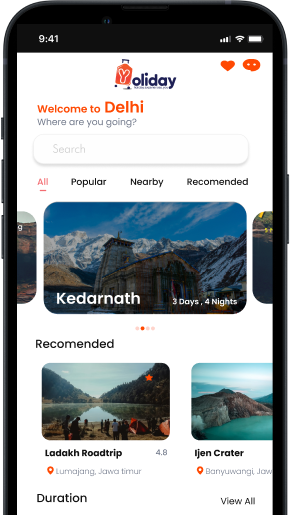 9:41
Yoliday
Welcome to Delhi
Where are you going?
Search
All Popular Nearby Recomended
Kedarnath
3 Days , 4 Nights
Recomended
Ladakh Roadtrip 4.8
Lumajang, Jawa timur
Ijen Crater
Banyuwangi, Jaw
Duration
View All